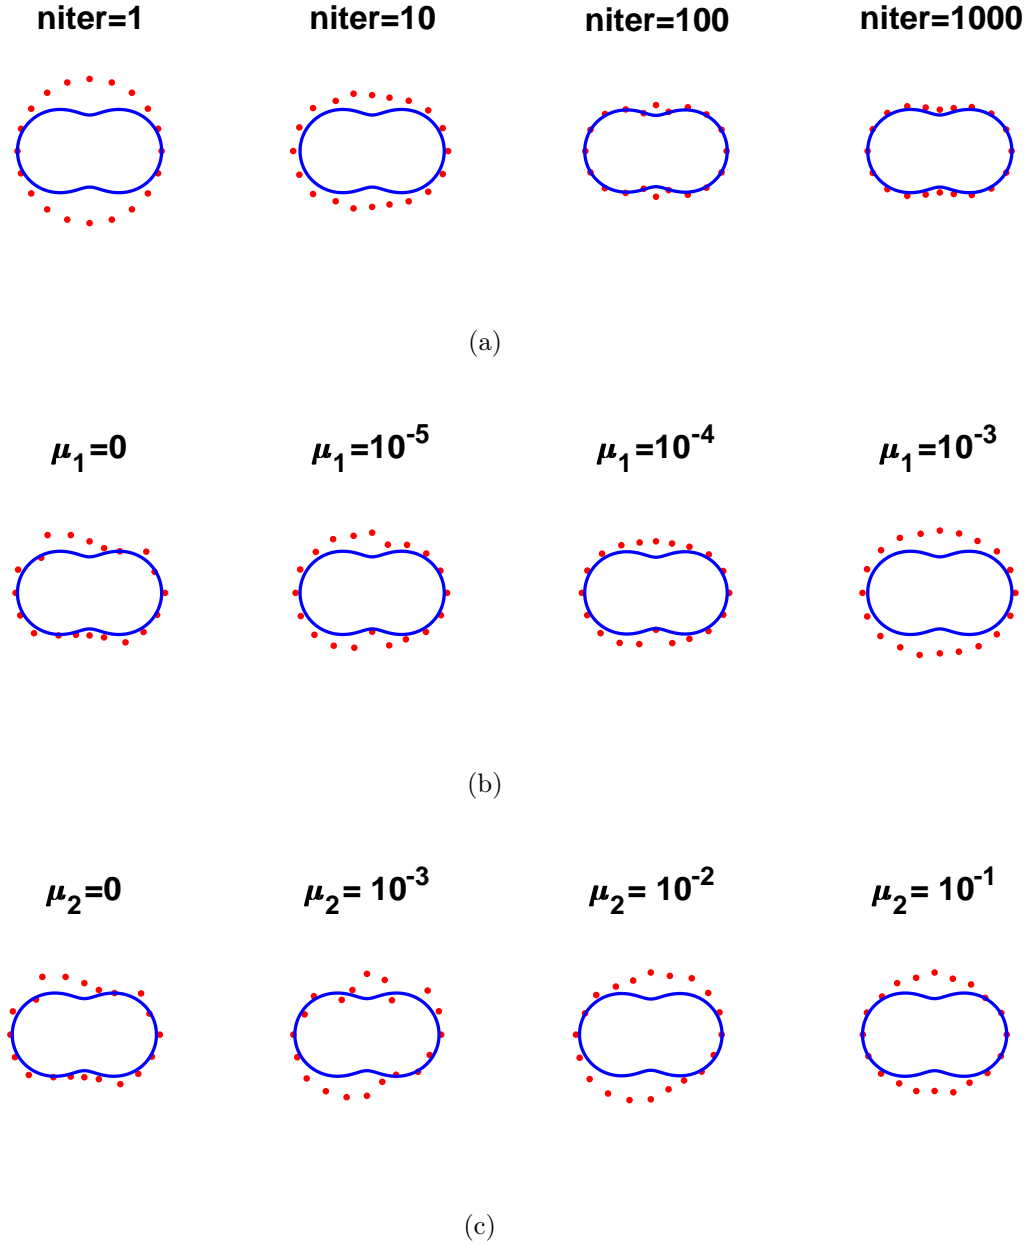 niter=1 niter=10 niter=100 niter=1000
(a)
μ₁=0 μ₁=10⁻⁵ μ₁=10⁻⁴ μ₁=10⁻³
(b)
μ₂=0 μ₂= 10⁻³ μ₂= 10⁻² μ₂= 10⁻¹
(c)